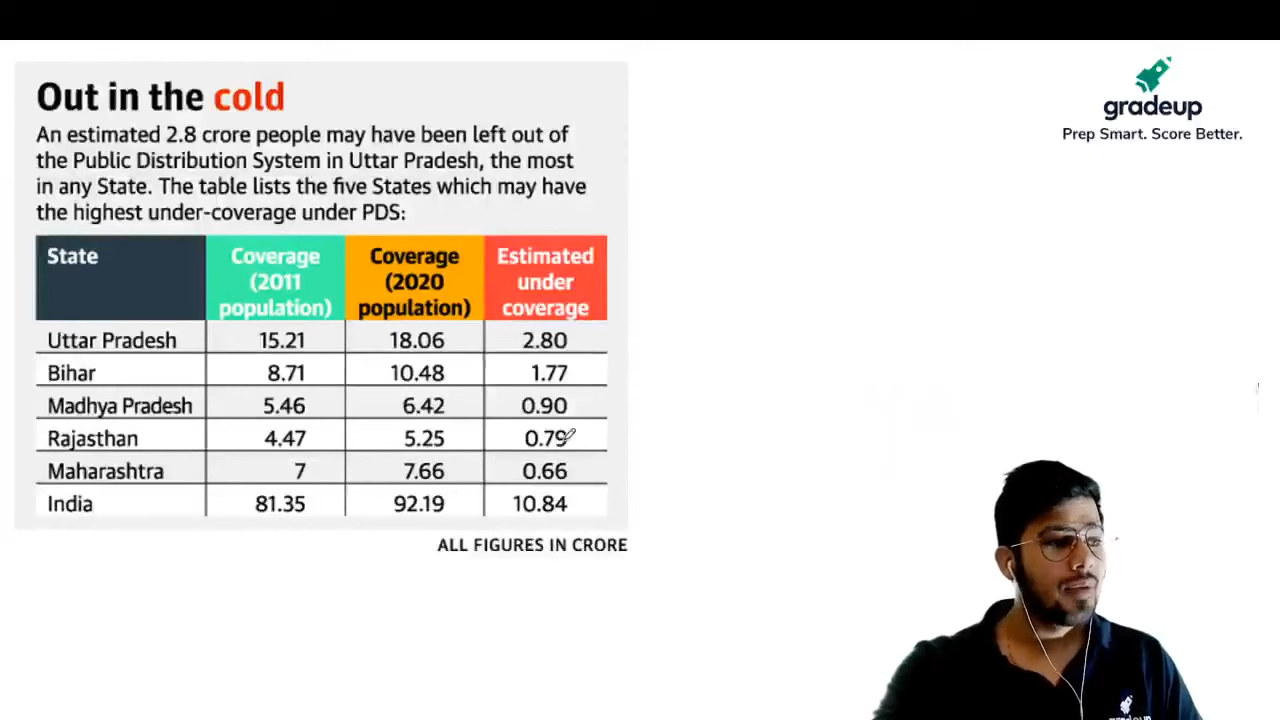 gradeup
Prep Smart. Score Better.
Out in the cold
An estimated 2.8 crore people may have been left out of
the Public Distribution System in Uttar Pradesh, the most
in any State. The table lists the five States which may have
the highest under-coverage under PDS:
State Coverage (2011 population) Coverage (2020 population) Estimated under coverage
Uttar Pradesh 15.21 18.06 2.80
Bihar 8.71 10.48 1.77
Madhya Pradesh 5.46 6.42 0.90
Rajasthan 4.47 5.25 0.79
Maharashtra 7 7.66 0.66
India 81.35 92.19 10.84
ALL FIGURES IN CRORE